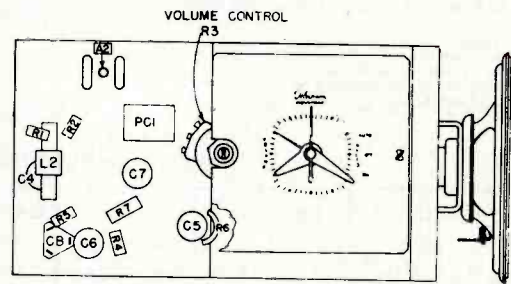 VOLUME CONTROL
R3
A2
R1
R2
PC1
L2
C4
C7
R7
R5
CB1
C6
R4
C5
R6